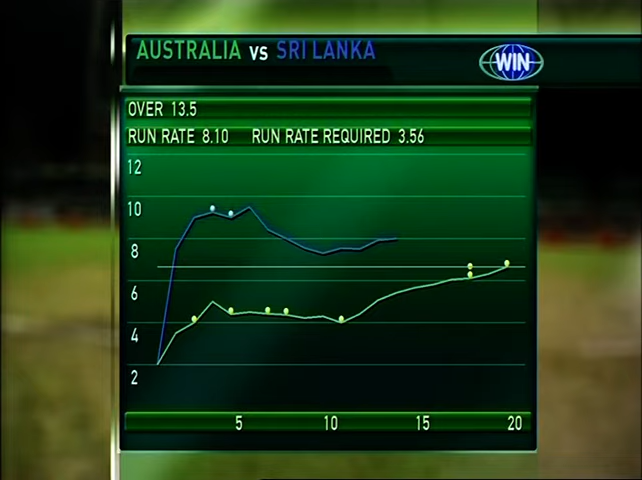 AUSTRALIA vs SRI LANKA
WIN
OVER 13.5
RUN RATE 8.10 RUN RATE REQUIRED 3.56
12
10
8
6
4
2
5 10 15 20